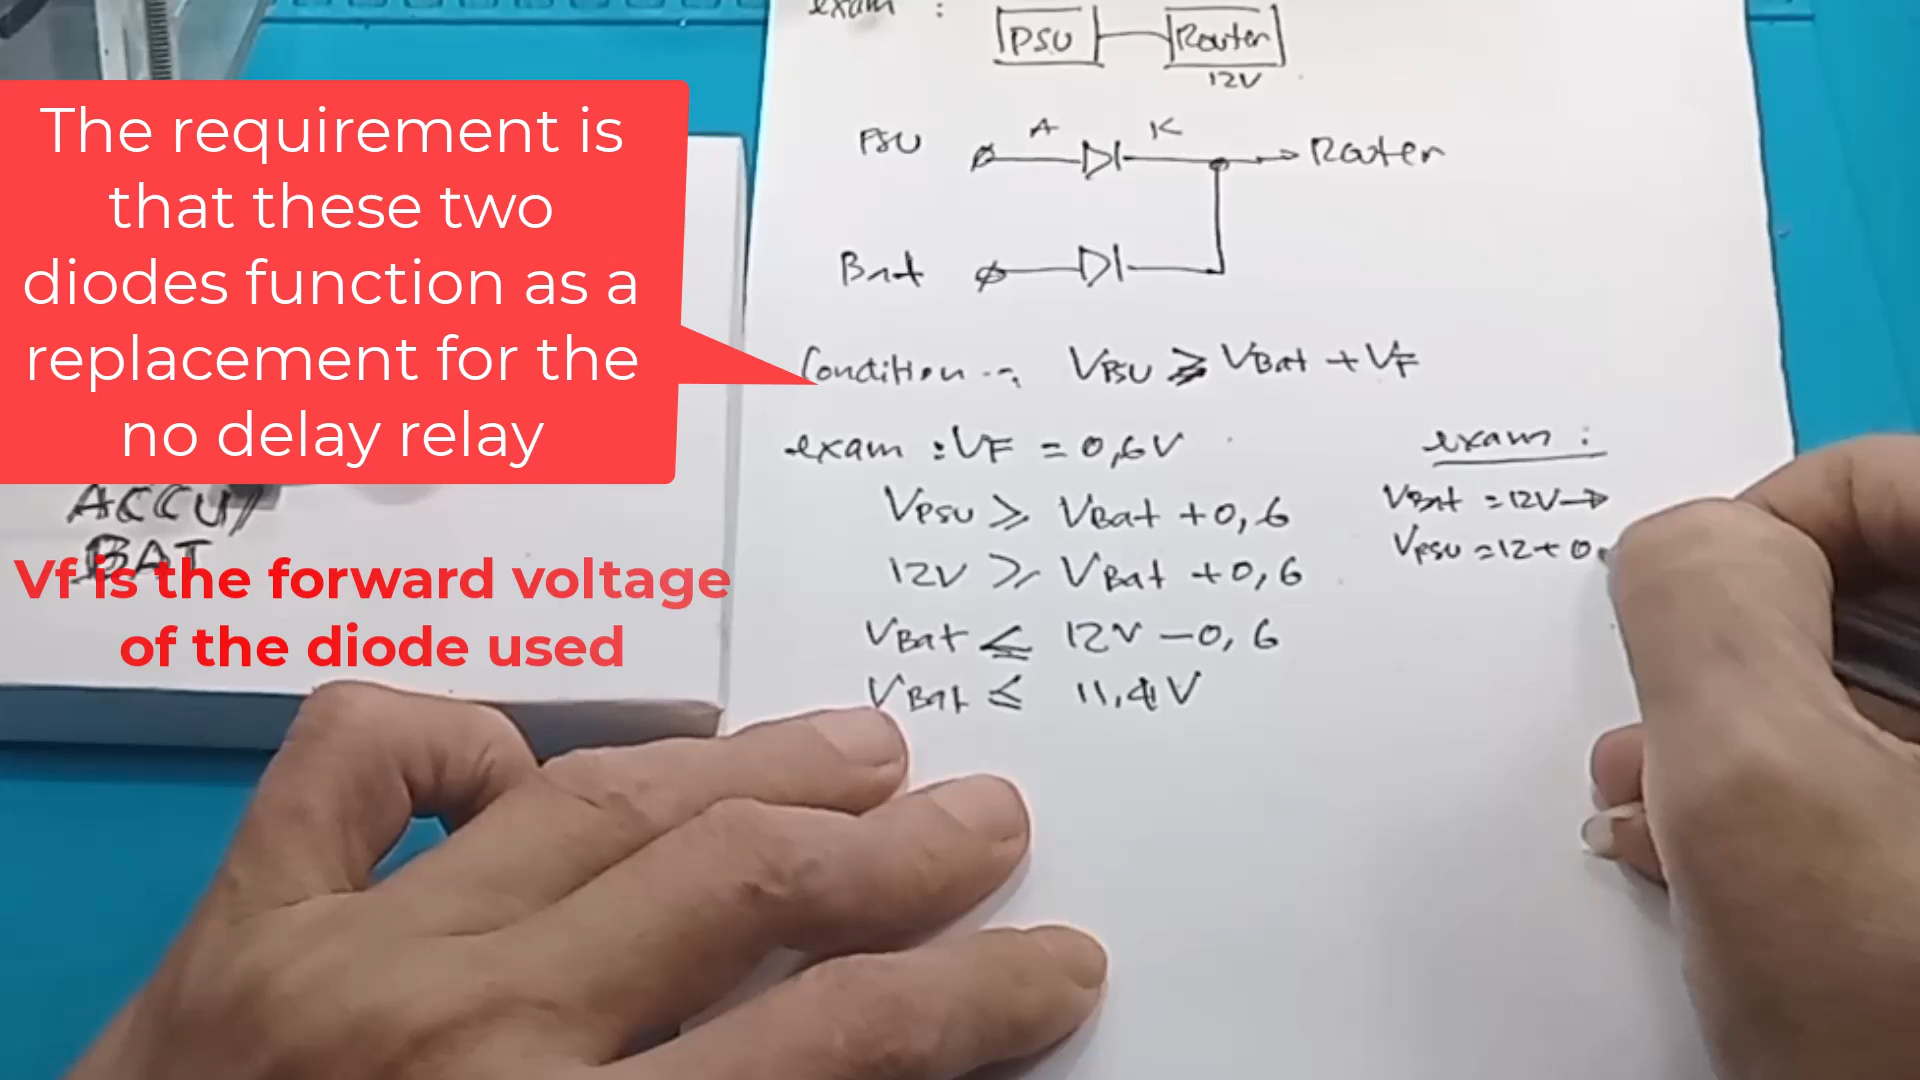 exam :
PSU Router
12V
The requirement is
that these two
diodes function as a
replacement for the
no delay relay
PSU A K Router
Bat
Condition : VPSU ≥ VBat + VF
exam : VF = 0,6V
VPSU ≥ VBat + 0,6
12V ≥ VBat + 0,6
VBat ≤ 12V - 0,6
VBat ≤ 11,4V
exam :
VBat = 12V →
VPSU = 12 + 0,
ACCU/
BAT
Vf is the forward voltage
of the diode used